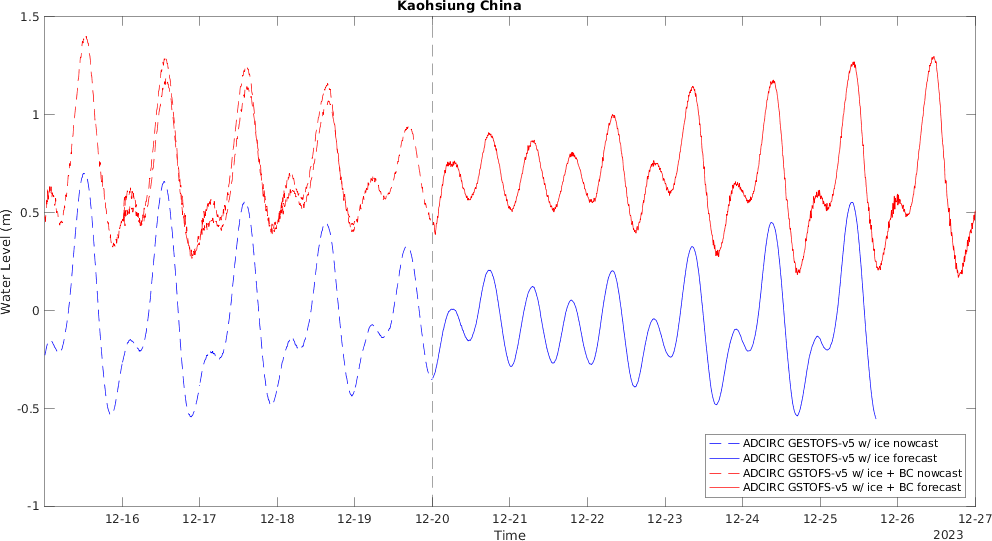 Kaohsiung China
1.5
1
0.5
0
-0.5
-1
Water Level (m)
12-16
12-17
12-18
12-19
12-20
12-21
12-22
12-23
12-24
12-25
12-26
12-27
Time
2023
ADCIRC GESTOFS-v5 w/ ice nowcast
ADCIRC GESTOFS-v5 w/ ice forecast
ADCIRC GSTOFS-v5 w/ ice + BC nowcast
ADCIRC GSTOFS-v5 w/ ice + BC forecast